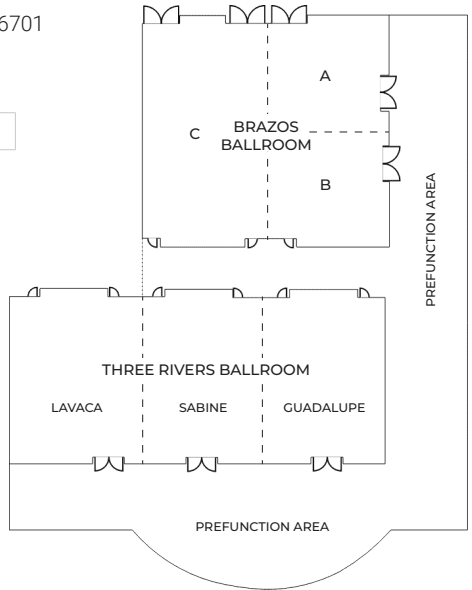 6701
A
C
BRAZOS
BALLROOM
B
PREFUNCTION AREA
THREE RIVERS BALLROOM
LAVACA
SABINE
GUADALUPE
PREFUNCTION AREA